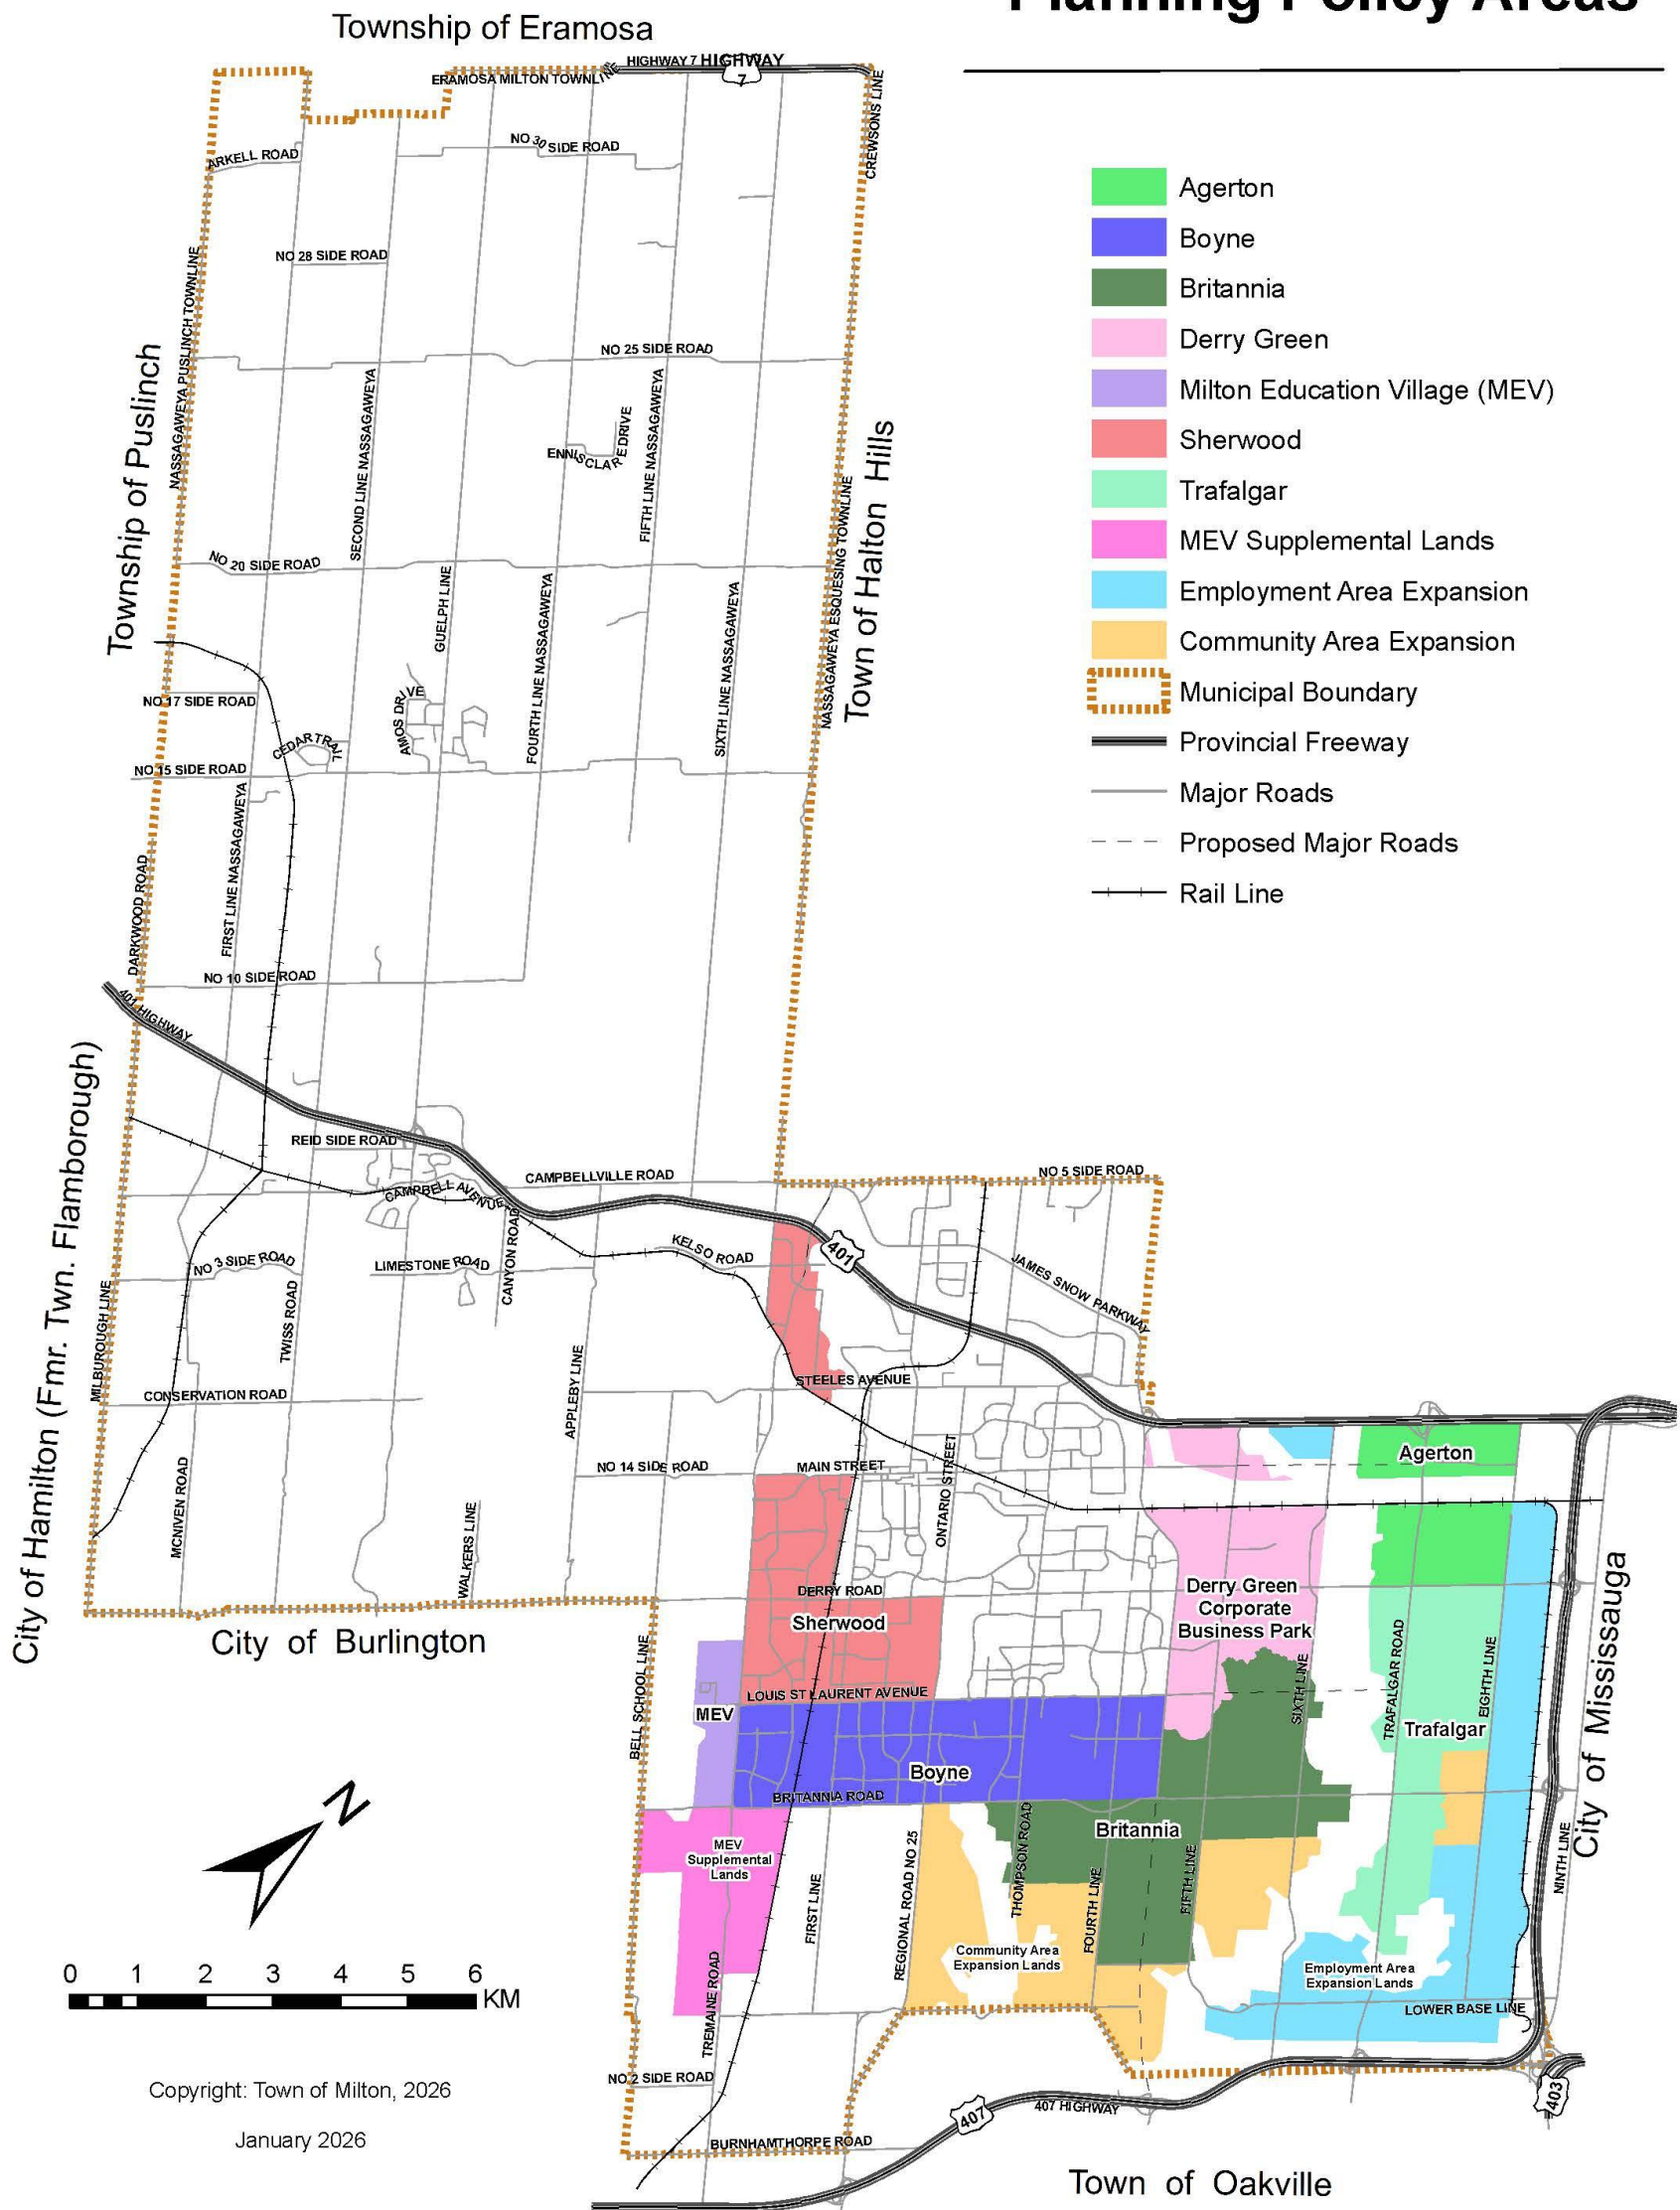 Planning Policy Areas
Township of Eramosa
HIGHWAY 7
HIGHWAY
7
ERAMOSA MILTON TOWNLINE
CREWSONS LINE
NO 30 SIDE ROAD
ARKELL ROAD
NO 28 SIDE ROAD
NASSAGAWEYA PUSLINCH TOWNLINE
NO 25 SIDE ROAD
Township of Puslinch
SECOND LINE NASSAGAWEYA
ENNISCLARE DRIVE
FIFTH LINE NASSAGAWEYA
Town of Halton Hills
NASSAGAWEYA ESQUESING TOWNLINE
NO 20 SIDE ROAD
GUELPH LINE
FOURTH LINE NASSAGAWEYA
SIXTH LINE NASSAGAWEYA
NO 17 SIDE ROAD
AMOS DRIVE
CEDAR TRAIL
NO 15 SIDE ROAD
FIRST LINE NASSAGAWEYA
DARKWOOD ROAD
NO 10 SIDE ROAD
401 HIGHWAY
Agerton
Boyne
Britannia
Derry Green
Milton Education Village (MEV)
Sherwood
Trafalgar
MEV Supplemental Lands
Employment Area Expansion
Community Area Expansion
Municipal Boundary
Provincial Freeway
Major Roads
Proposed Major Roads
Rail Line
City of Hamilton (Fmr. Twn. Flamborough)
REID SIDE ROAD
CAMPBELLVILLE ROAD
NO 5 SIDE ROAD
CAMPBELL AVENUE
CANYON ROAD
KELSO ROAD
401
JAMES SNOW PARKWAY
NO 3 SIDE ROAD
LIMESTONE ROAD
MILBOROUGH LINE
TWISS ROAD
APPLEBY LINE
STEELES AVENUE
CONSERVATION ROAD
MCNIVEN ROAD
WALKERS LINE
NO 14 SIDE ROAD
MAIN STREET
ONTARIO STREET
Agerton
DERRY ROAD
Sherwood
Derry Green
Corporate
Business Park
City of Burlington
BELL SCHOOL LINE
LOUIS ST LAURENT AVENUE
MEV
SIXTH LINE
TRAFALGAR ROAD
EIGHTH LINE
Trafalgar
City of Mississauga
Boyne
BRITANNIA ROAD
Britannia
MEV
Supplemental
Lands
FIRST LINE
REGIONAL ROAD NO 25
THOMPSON ROAD
FOURTH LINE
FIFTH LINE
NINTH LINE
Community Area
Expansion Lands
Employment Area
Expansion Lands
LOWER BASE LINE
TREMAINE ROAD
N
0 1 2 3 4 5 6
KM
NO 2 SIDE ROAD
Copyright: Town of Milton, 2026
January 2026
BURNHAMTHORPE ROAD
407
407 HIGHWAY
403
Town of Oakville